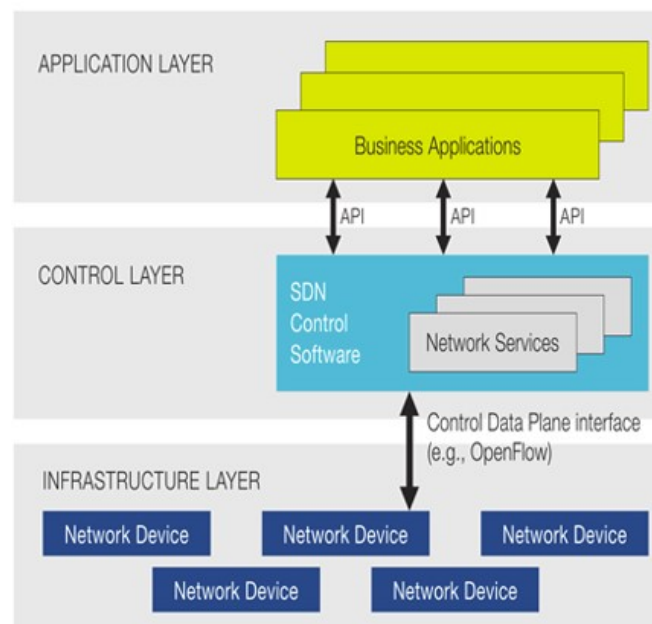 APPLICATION LAYER
Business Applications
API
API
API
CONTROL LAYER
SDN
Control
Software
Network Services
Control Data Plane interface
(e.g., OpenFlow)
INFRASTRUCTURE LAYER
Network Device
Network Device
Network Device
Network Device
Network Device